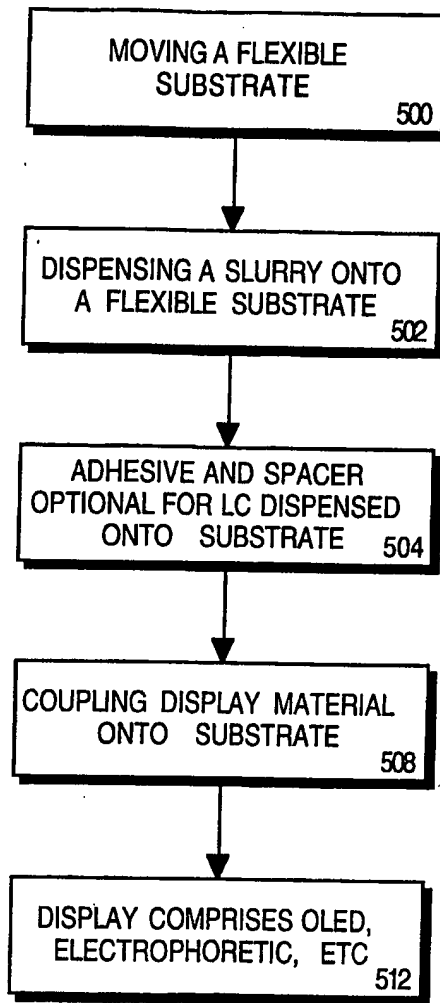 MOVING A FLEXIBLE
SUBSTRATE
500
DISPENSING A SLURRY ONTO
A FLEXIBLE SUBSTRATE
502
ADHESIVE AND SPACER
OPTIONAL FOR LC DISPENSED
ONTO SUBSTRATE
504
COUPLING DISPLAY MATERIAL
ONTO SUBSTRATE
508
DISPLAY COMPRISES OLED,
ELECTROPHORETIC, ETC
512